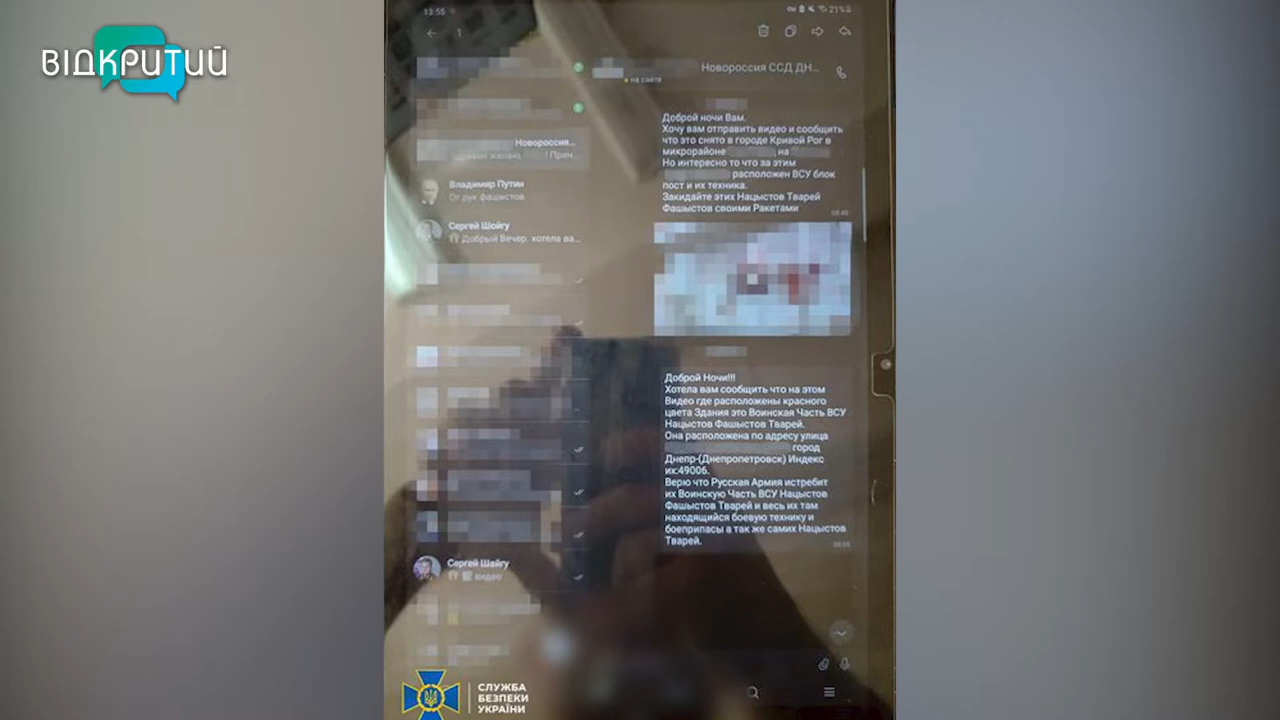 ВІДКРИТИЙ
13:55
21%
1
Новороссия ССД ДН...
на сайте
Новороссия...
Прин...
Владимир Путин
От рук фашистов
Сергей Шойгу
Добрый Вечер. хотела ва...
Доброй ночи Вам.
Хочу вам отправить видео и сообщить
что это снято в городе Кривой Рог в
микрорайоне на
Но интересно то что за этим
расположен ВСУ блок
пост и их техника.
Закидайте этих Нацыстов Тварей
Фашыстов своими Ракетами
Доброй Ночи!!!
Хотела вам сообщить что на этом
Видео где расположены красного
цвета Здания это Воинская Часть ВСУ
Нацыстов Фашыстов Тварей.
Она расположена по адресу улица
город
Днепр-(Днепропетровск) Индекс
их:49006.
Верю что Русская Армия истребит
их Воинскую Часть ВСУ Нацыстов
Фашыстов Тварей и весь их там
находящийся боевую технику и
боеприпасы а так же самих Нацыстов
Тварей.
Сергей Шайгу
видео
СЛУЖБА
БЕЗПЕКИ
УКРАЇНИ